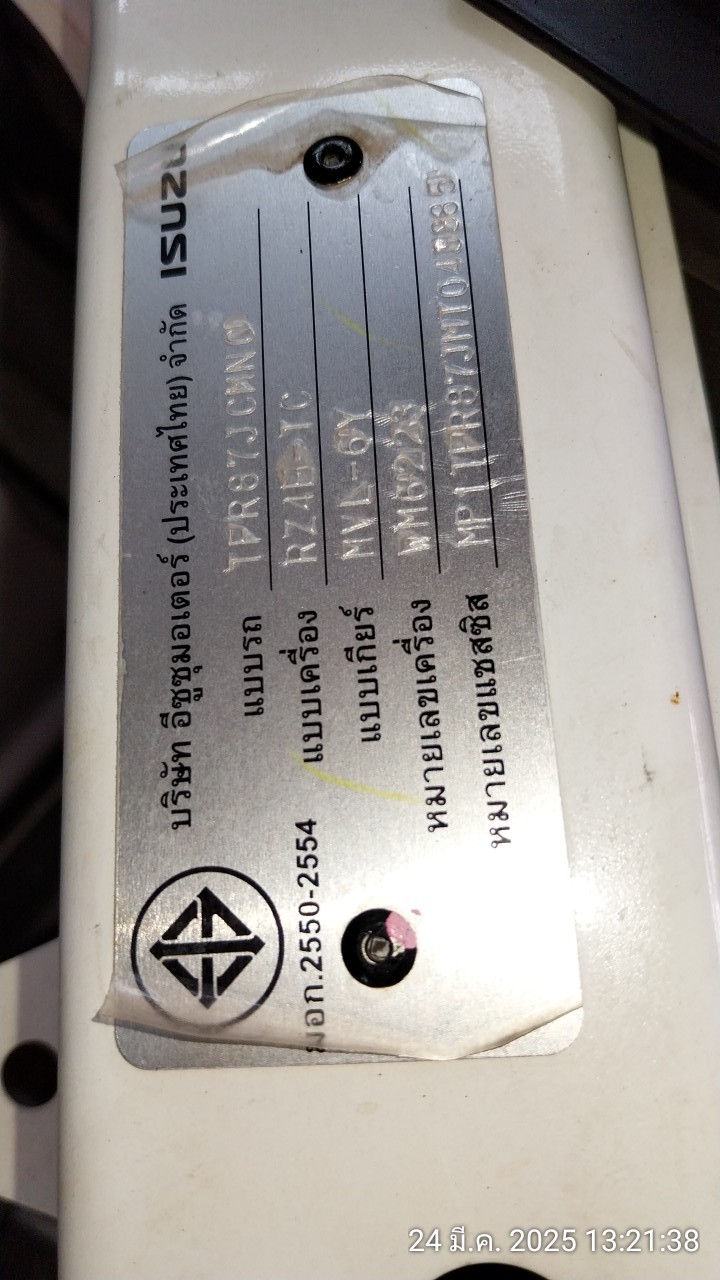 บริษัท อีซูซุมอเตอร์ (ประเทศไทย) จำกัด ISUZU
แบบรถ
แบบเครื่อง RZ4E-TC
แบบเกียร์ MVL-6Y
หมายเลขเครื่อง
หมายเลขแชสซิส
มอก.2550-2554
24 มี.ค. 2025 13:21:38